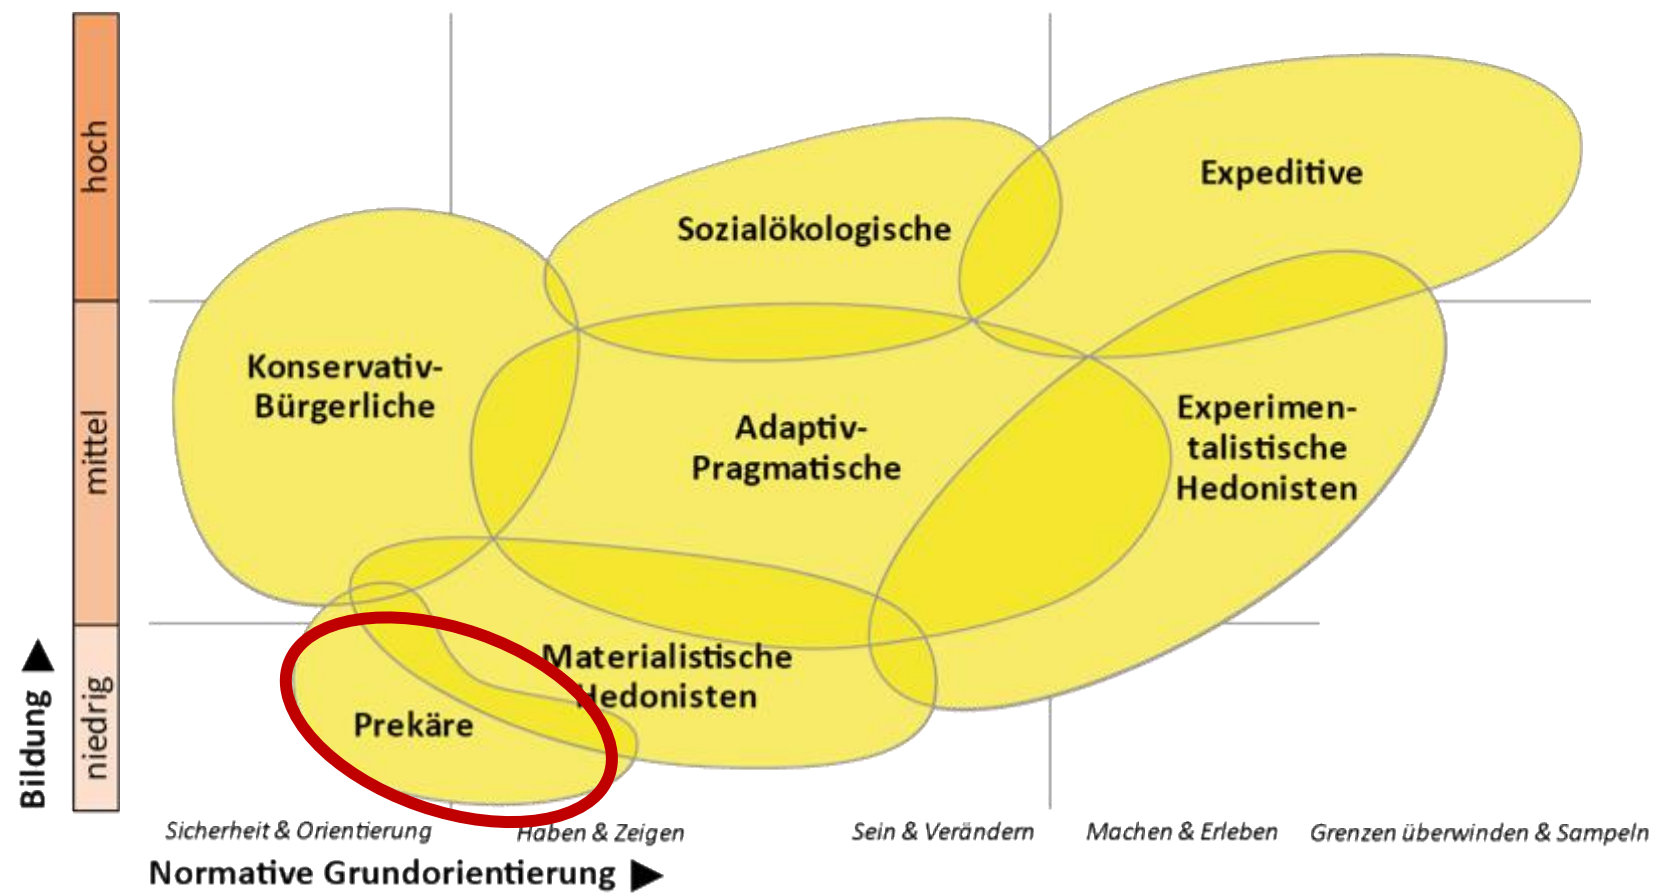 hoch
mittel
niedrig
Bildung
Expeditive
Sozialökologische
Konservativ-
Bürgerliche
Adaptiv-
Pragmatische
Experimen-
talistische
Hedonisten
Materialistische
Hedonisten
Prekäre
Sicherheit & Orientierung
Haben & Zeigen
Sein & Verändern
Machen & Erleben
Grenzen überwinden & Sampeln
Normative Grundorientierung